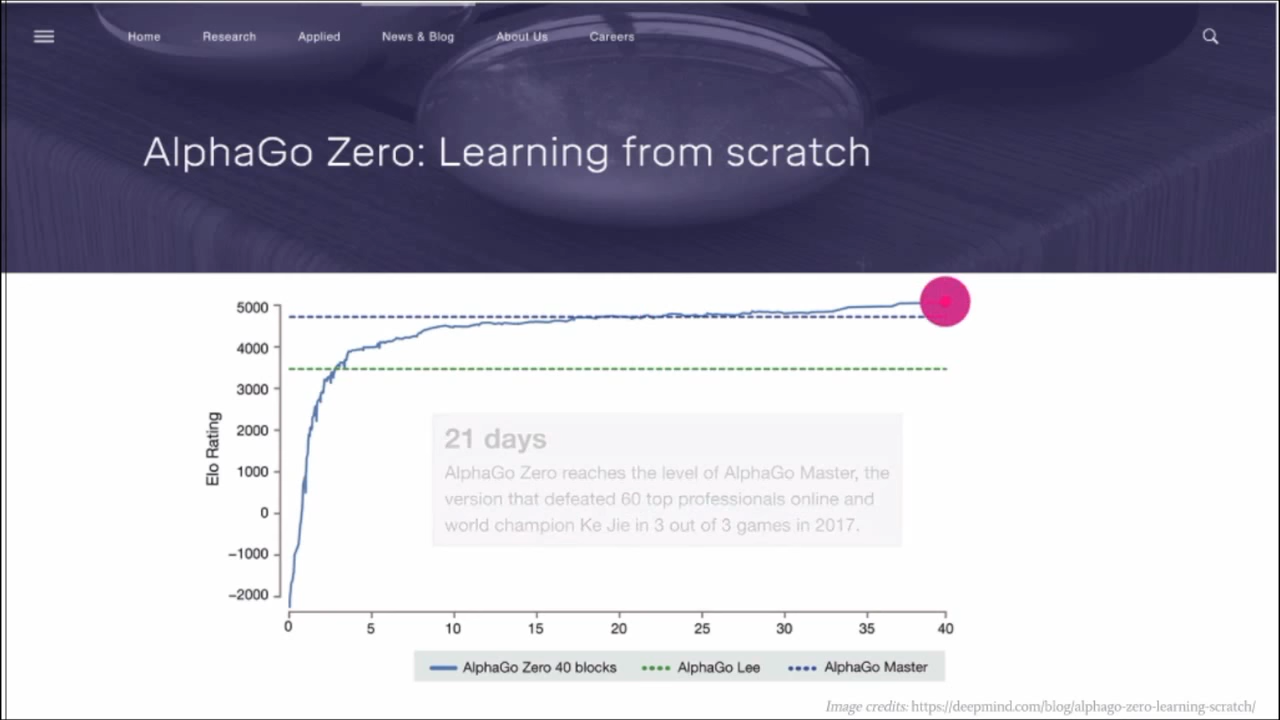 Home Research Applied News & Blog About Us Careers
AlphaGo Zero: Learning from scratch
5000
4000
3000
2000
1000
0
−1000
−2000
Elo Rating
21 days
AlphaGo Zero reaches the level of AlphaGo Master, the
version that defeated 60 top professionals online and
world champion Ke Jie in 3 out of 3 games in 2017.
0 5 10 15 20 25 30 35 40
AlphaGo Zero 40 blocks AlphaGo Lee AlphaGo Master
Image credits: https://deepmind.com/blog/alphago-zero-learning-scratch/